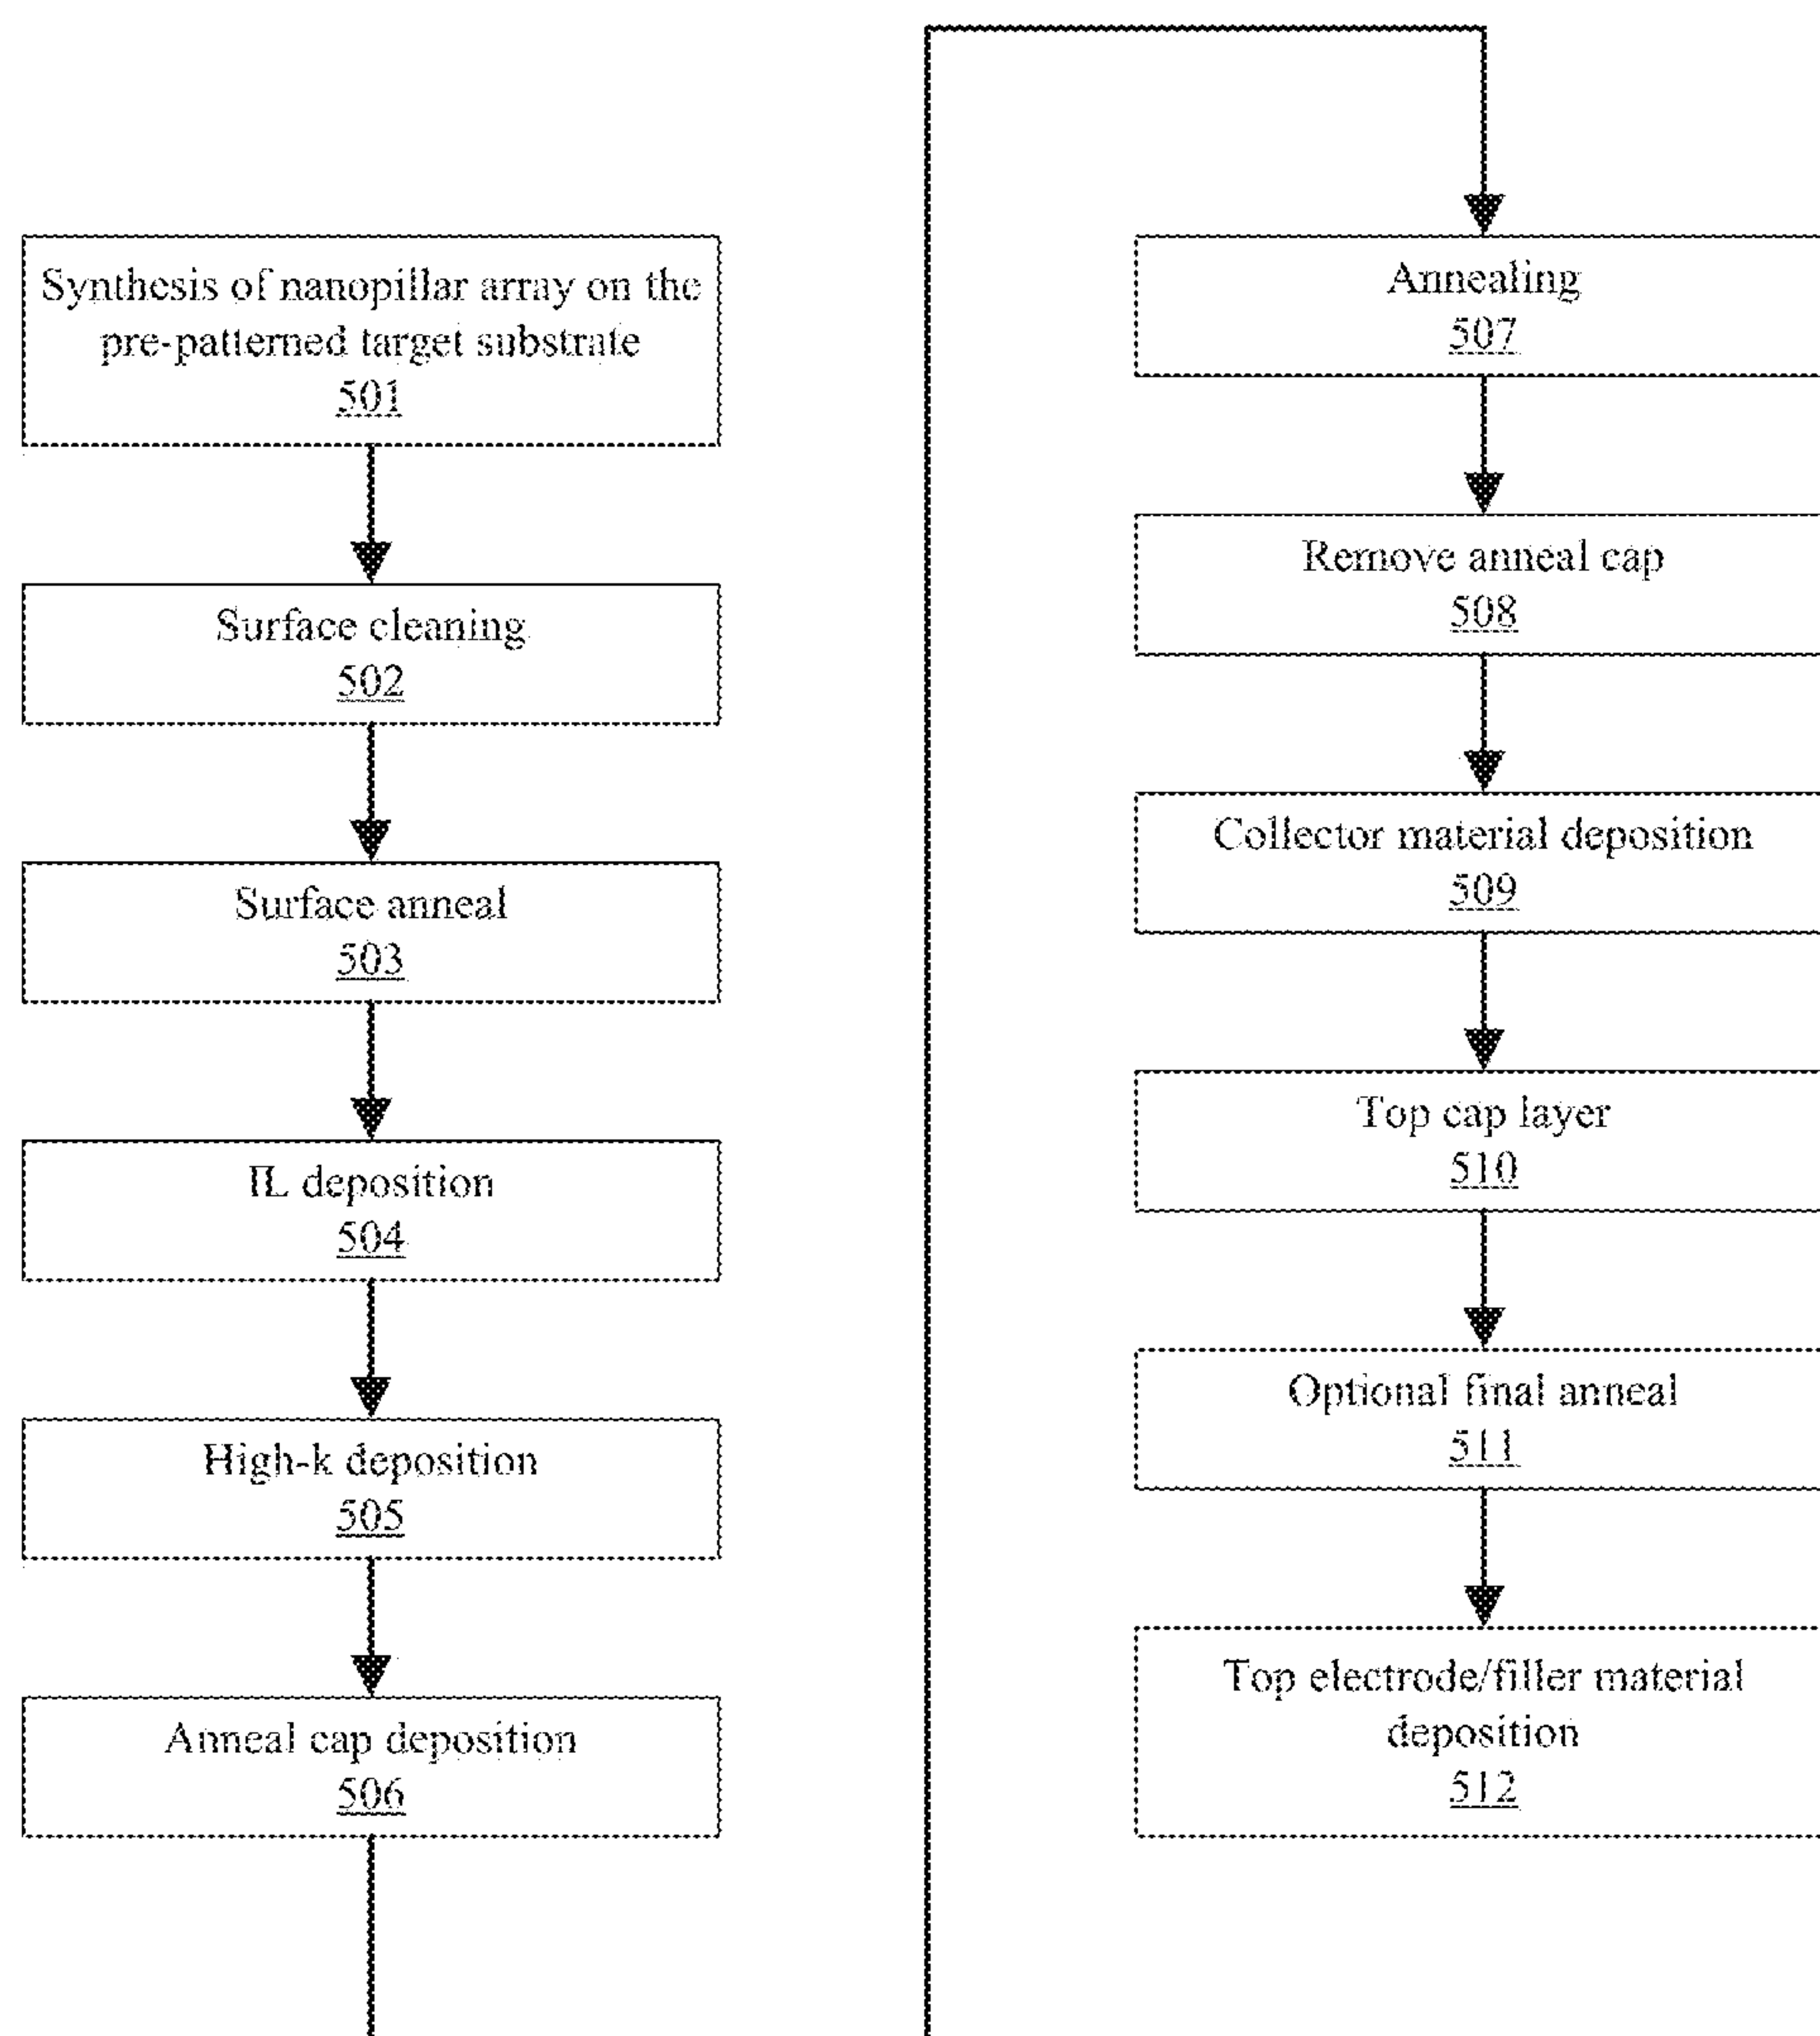 Synthesis of nanopillar array on the
pre-patterned target substrate
501
Surface cleaning
502
Surface anneal
503
IL deposition
504
High-k deposition
505
Anneal cap deposition
506
Annealing
507
Remove anneal cap
508
Collector material deposition
509
Top cap layer
510
Optional final anneal
511
Top electrode/filler material
deposition
512